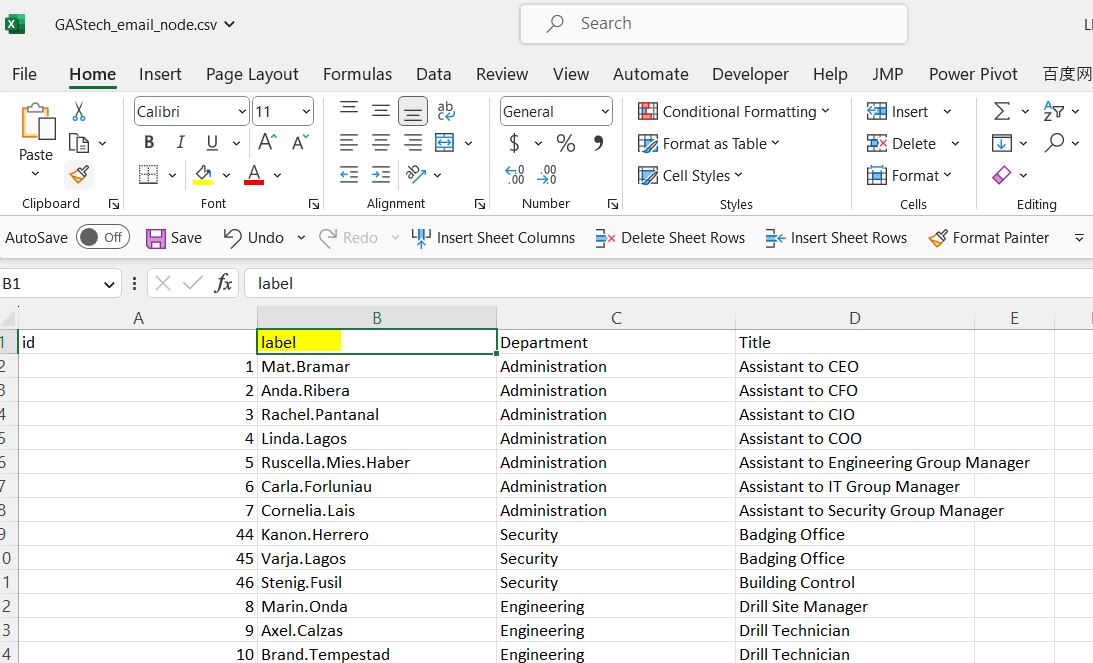 GAStech_email_node.csv
Search
File Home Insert Page Layout Formulas Data Review View Automate Developer Help JMP Power Pivot 百度网
Calibri 11 General Conditional Formatting Insert
B I U $ % Format as Table Delete
Paste
Cell Styles Format
Clipboard Font Alignment Number Styles Cells Editing
AutoSave Off Save Undo Redo Insert Sheet Columns Delete Sheet Rows Insert Sheet Rows Format Painter
B1 fx label
A B C D E
1 id label Department Title
2 1 Mat.Bramar Administration Assistant to CEO
3 2 Anda.Ribera Administration Assistant to CFO
4 3 Rachel.Pantanal Administration Assistant to CIO
5 4 Linda.Lagos Administration Assistant to COO
6 5 Ruscella.Mies.Haber Administration Assistant to Engineering Group Manager
7 6 Carla.Forluniau Administration Assistant to IT Group Manager
8 7 Cornelia.Lais Administration Assistant to Security Group Manager
9 44 Kanon.Herrero Security Badging Office
0 45 Varja.Lagos Security Badging Office
1 46 Stenig.Fusil Security Building Control
2 8 Marin.Onda Engineering Drill Site Manager
3 9 Axel.Calzas Engineering Drill Technician
4 10 Brand.Tempestad Engineering Drill Technician